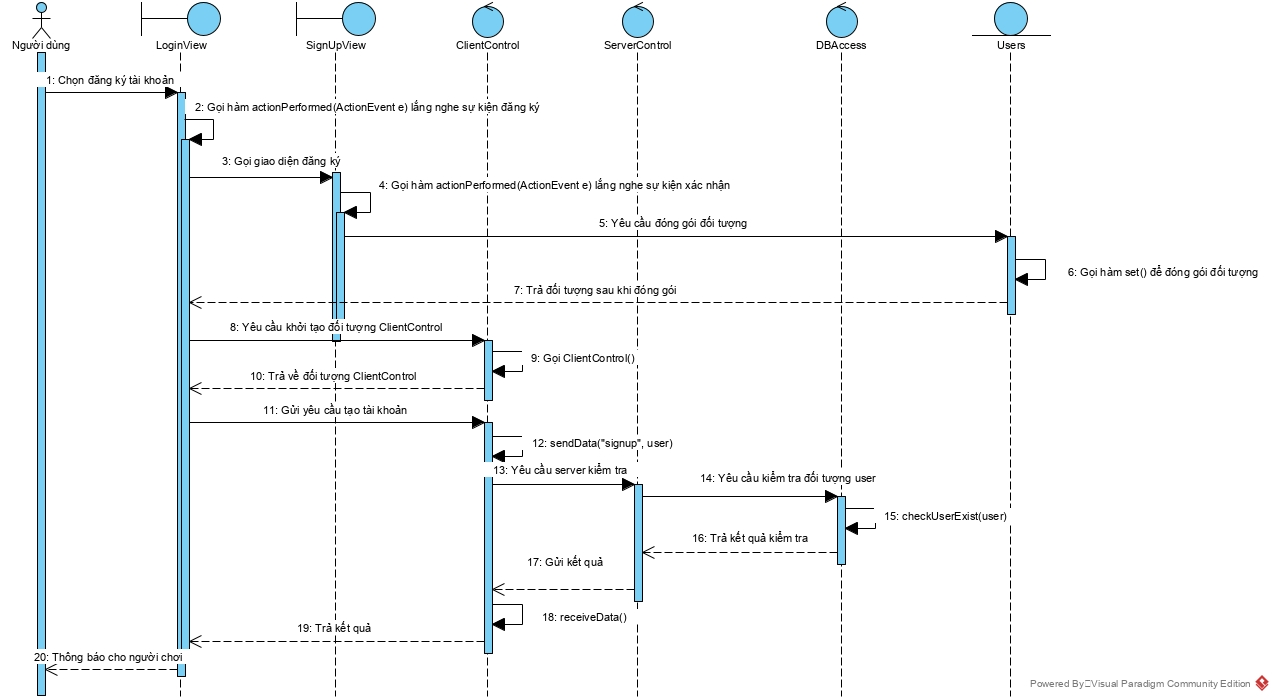 Người dùng
LoginView
SignUpView
ClientControl
ServerControl
DBAccess
Users
1: Chọn đăng ký tài khoản
2: Gọi hàm actionPerformed(ActionEvent e) lắng nghe sự kiện đăng ký
3: Gọi giao diện đăng ký
4: Gọi hàm actionPerformed(ActionEvent e) lắng nghe sự kiện xác nhận
5: Yêu cầu đóng gói đối tượng
6: Gọi hàm set() để đóng gói đối tượng
7: Trả đối tượng sau khi đóng gói
8: Yêu cầu khởi tạo đối tượng ClientControl
9: Gọi ClientControl()
10: Trả về đối tượng ClientControl
11: Gửi yêu cầu tạo tài khoản
12: sendData("signup", user)
13: Yêu cầu server kiểm tra
14: Yêu cầu kiểm tra đối tượng user
15: checkUserExist(user)
16: Trả kết quả kiểm tra
17: Gửi kết quả
18: receiveData()
19: Trả kết quả
20: Thông báo cho người chơi
Powered By Visual Paradigm Community Edition